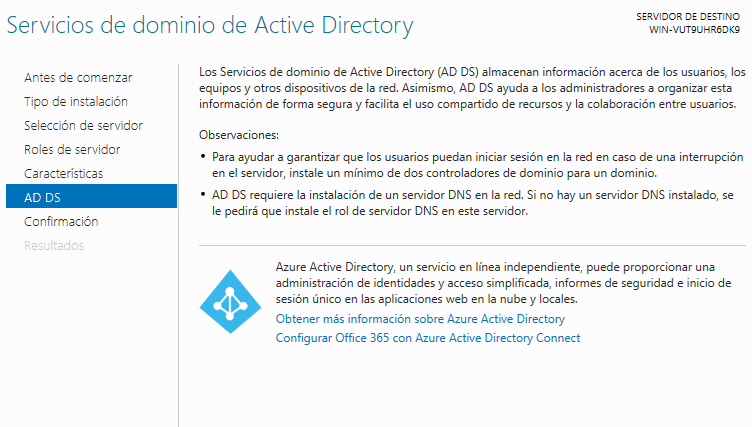 Servicios de dominio de Active Directory
SERVIDOR DE DESTINO
WIN-VUT9UHR6DK9
Antes de comenzar
Tipo de instalación
Selección de servidor
Roles de servidor
Características
AD DS
Confirmación
Resultados
Los Servicios de dominio de Active Directory (AD DS) almacenan información acerca de los usuarios, los
equipos y otros dispositivos de la red. Asimismo, AD DS ayuda a los administradores a organizar esta
información de forma segura y facilita el uso compartido de recursos y la colaboración entre usuarios.
Observaciones:
• Para ayudar a garantizar que los usuarios puedan iniciar sesión en la red en caso de una interrupción
en el servidor, instale un mínimo de dos controladores de dominio para un dominio.
• AD DS requiere la instalación de un servidor DNS en la red. Si no hay un servidor DNS instalado, se
le pedirá que instale el rol de servidor DNS en este servidor.
Azure Active Directory, un servicio en línea independiente, puede proporcionar una
administración de identidades y acceso simplificada, informes de seguridad e inicio de
sesión único en las aplicaciones web en la nube y locales.
Obtener más información sobre Azure Active Directory
Configurar Office 365 con Azure Active Directory Connect